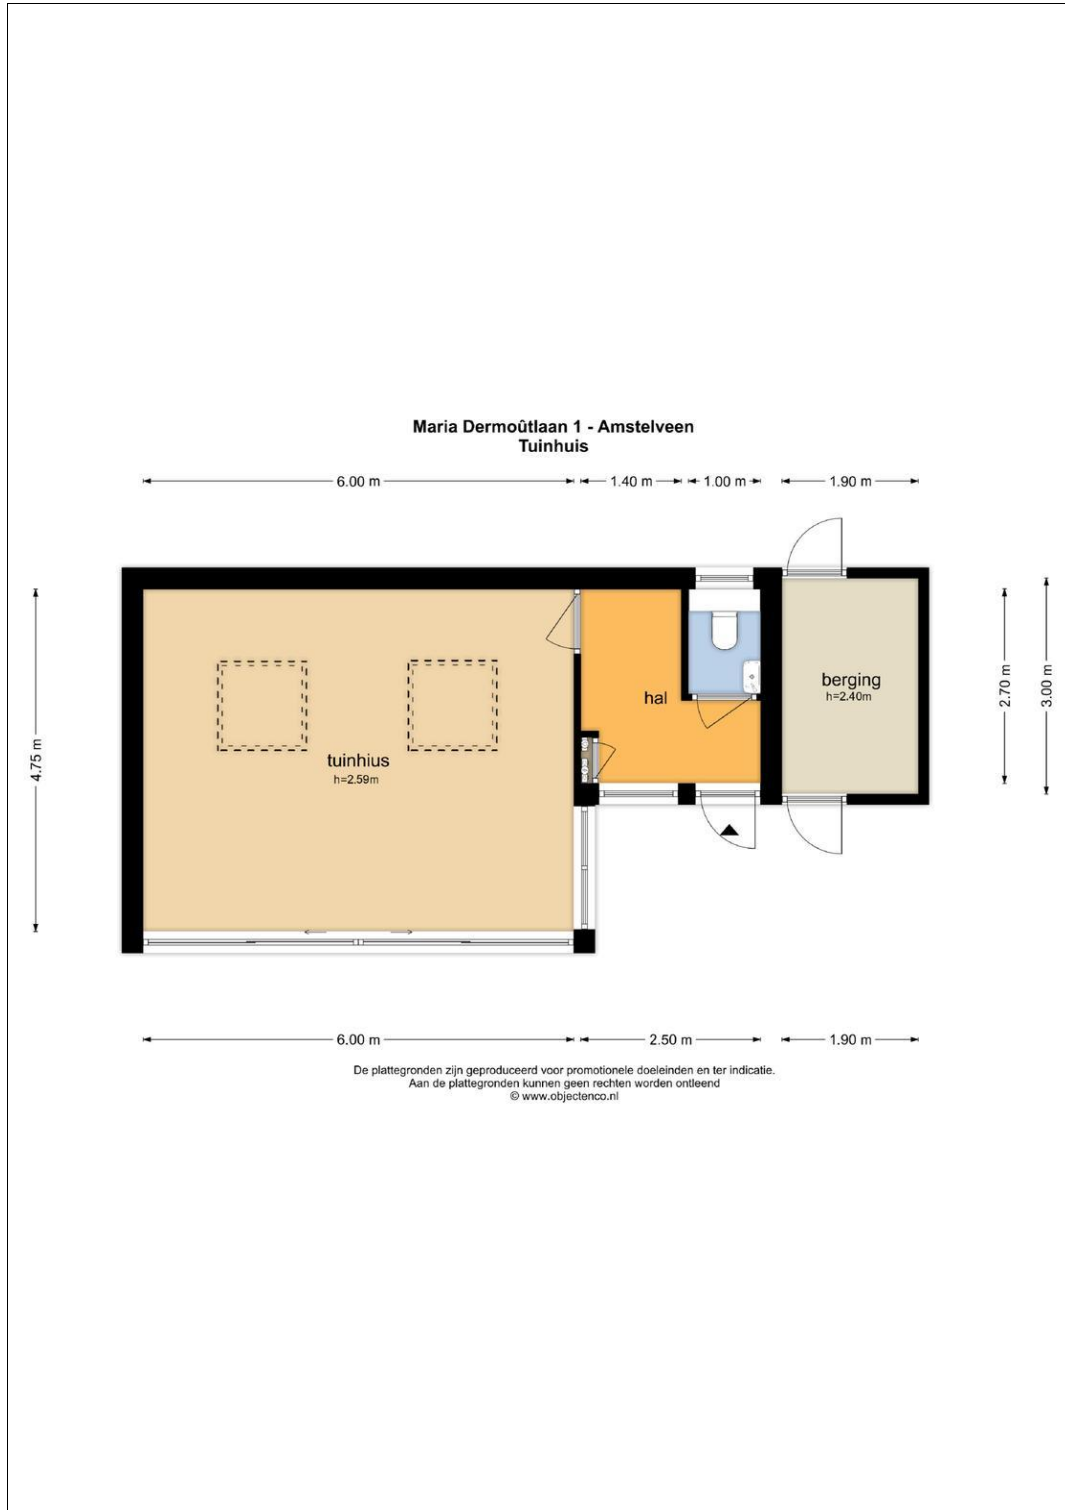 Maria Dermoûtlaan 1 - Amstelveen
Tuinhuis
6.00 m
1.40 m
1.00 m
1.90 m
4.75 m
tuinhius
h=2.59m
hal
berging
h=2.40m
2.70 m
3.00 m
6.00 m
2.50 m
1.90 m
De plattegronden zijn geproduceerd voor promotionele doeleinden en ter indicatie.
Aan de plattegronden kunnen geen rechten worden ontleend
© www.objectenco.nl